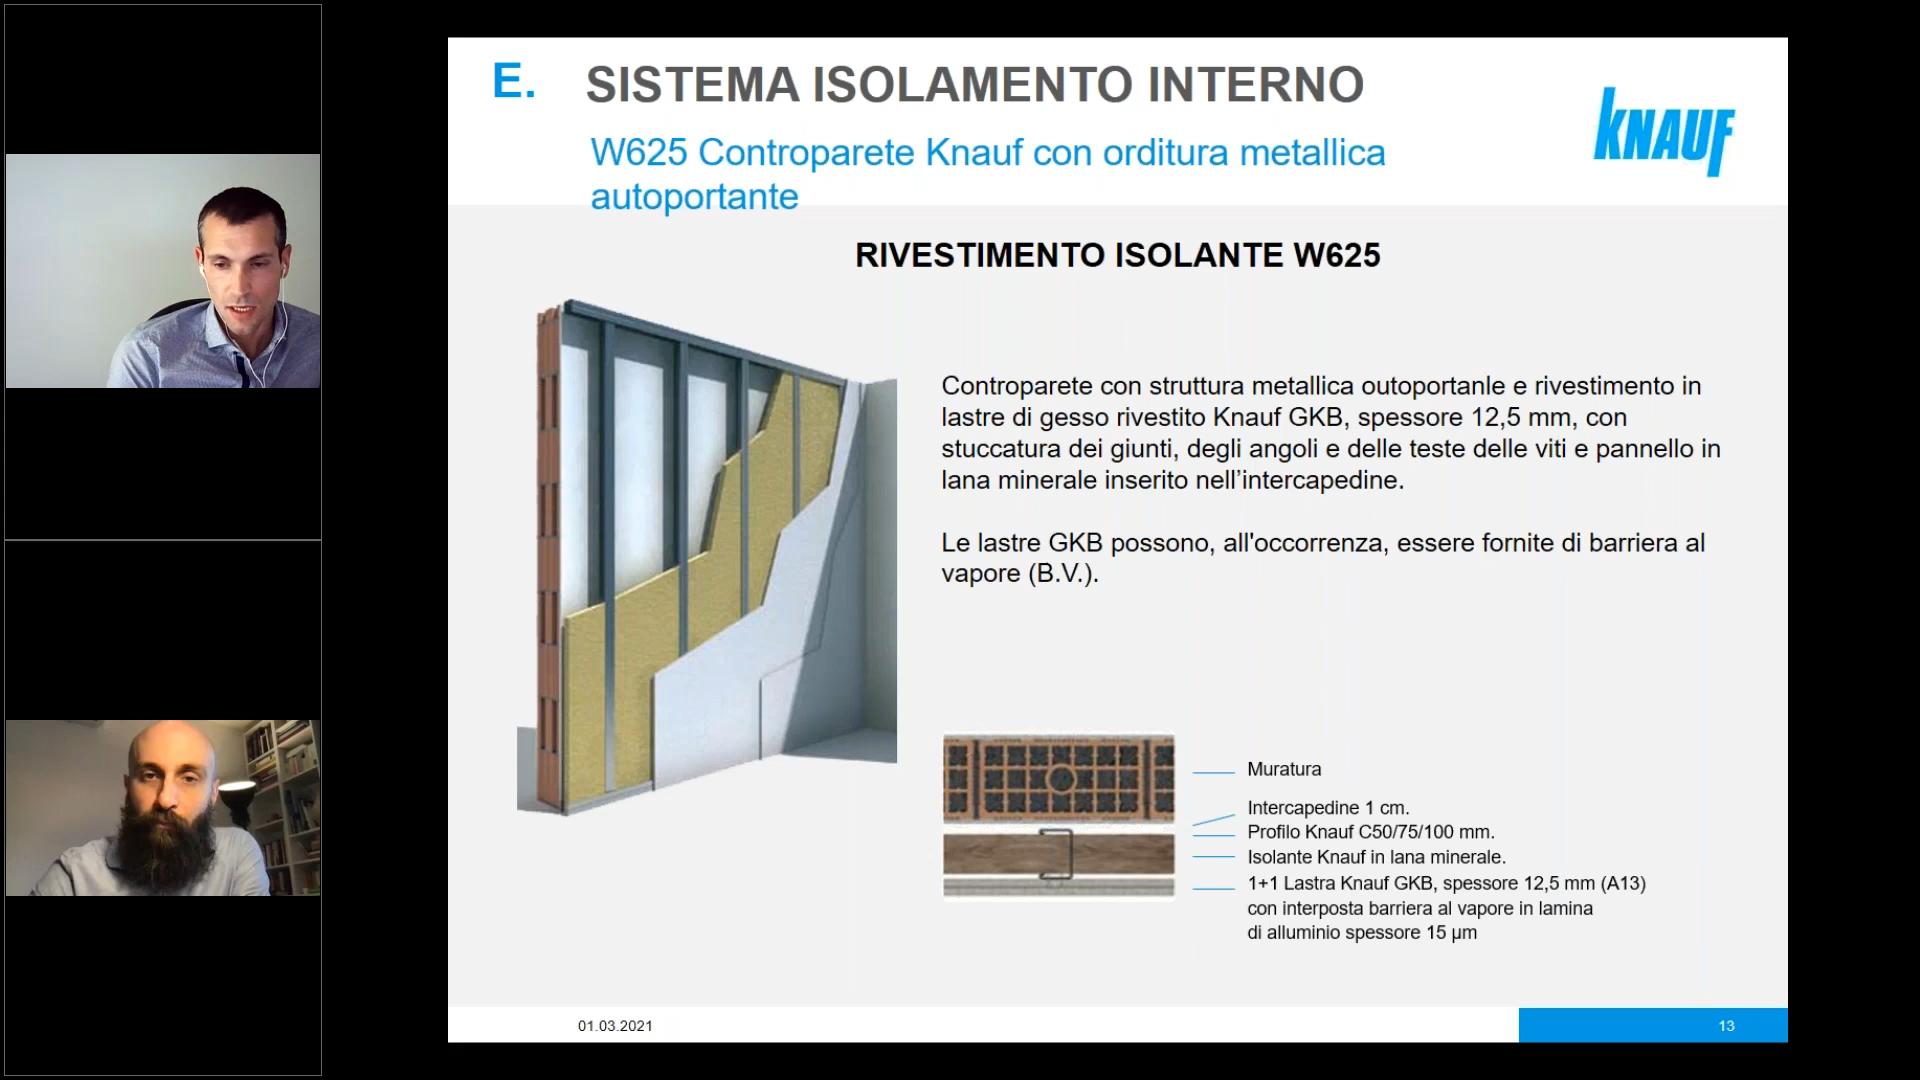 E. SISTEMA ISOLAMENTO INTERNO
W625 Controparete Knauf con orditura metallica
autoportante
KNAUF
RIVESTIMENTO ISOLANTE W625
Controparete con struttura metallica outoportanle e rivestimento in
lastre di gesso rivestito Knauf GKB, spessore 12,5 mm, con
stuccatura dei giunti, degli angoli e delle teste delle viti e pannello in
lana minerale inserito nell’intercapedine.
Le lastre GKB possono, all'occorrenza, essere fornite di barriera al
vapore (B.V.).
Muratura
Intercapedine 1 cm.
Profilo Knauf C50/75/100 mm.
Isolante Knauf in lana minerale.
1+1 Lastra Knauf GKB, spessore 12,5 mm (A13)
con interposta barriera al vapore in lamina
di alluminio spessore 15 µm
01.03.2021
13